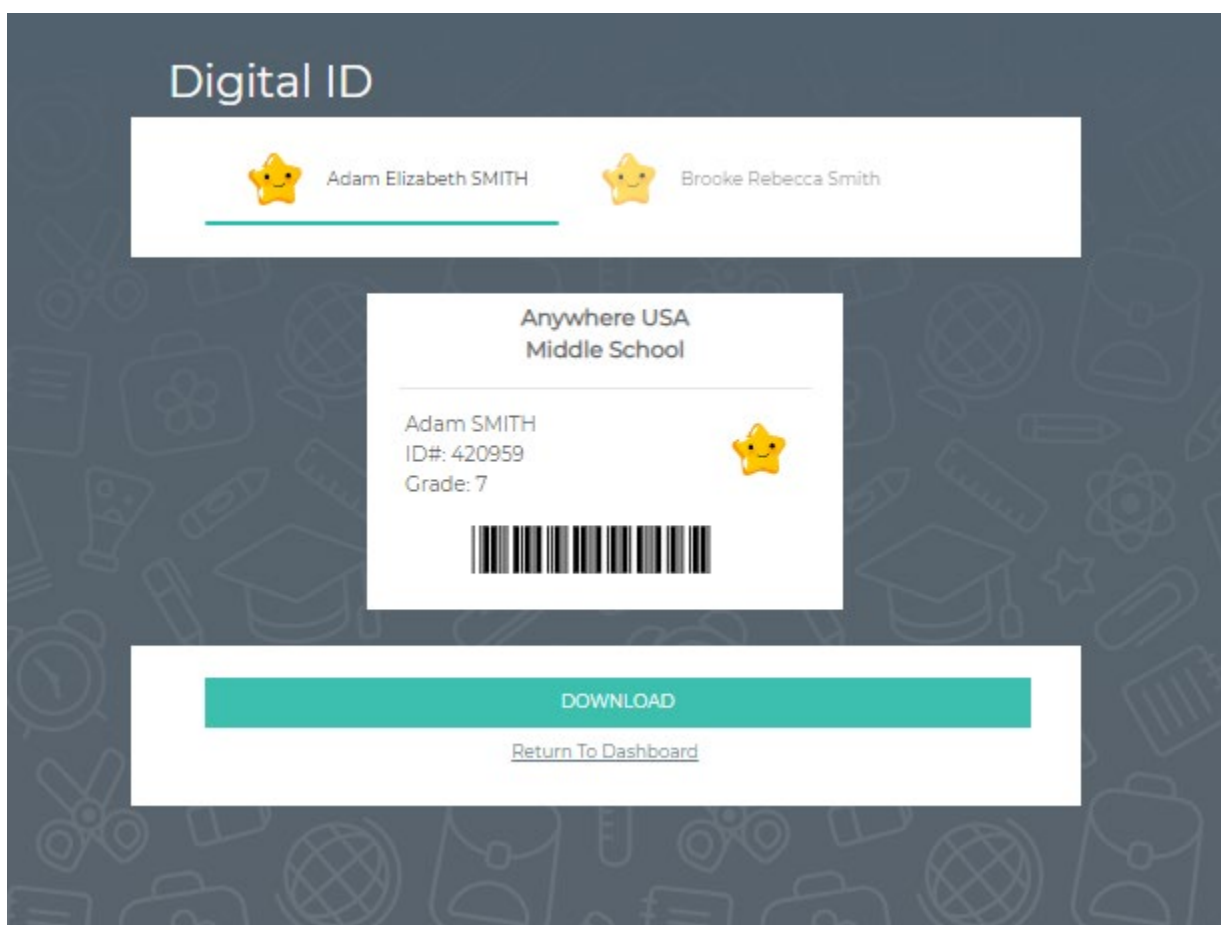 Digital ID
Adam Elizabeth SMITH
Brooke Rebecca Smith
Anywhere USA
Middle School
Adam SMITH
ID#: 420959
Grade: 7
DOWNLOAD
Return To Dashboard